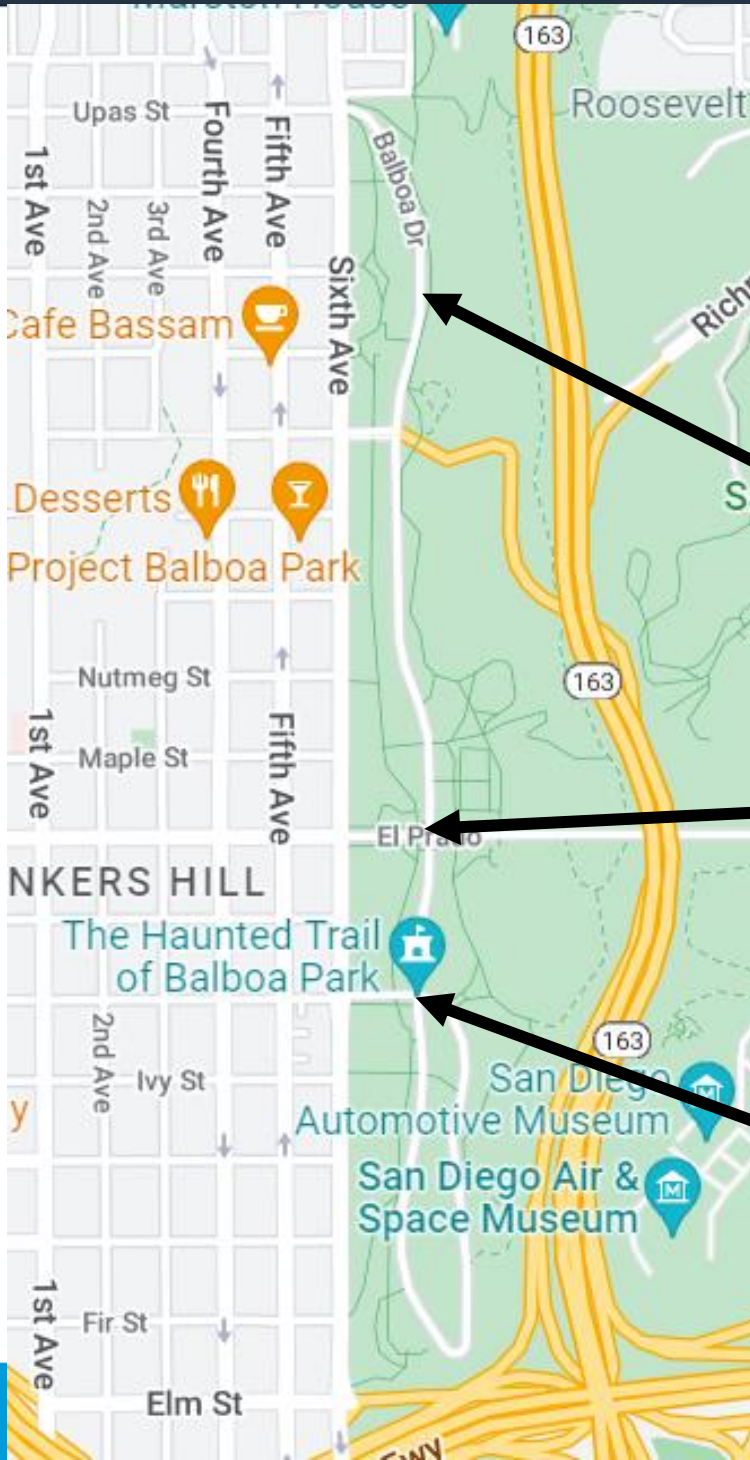 Marston House
163
Roosevelt
Upas St
Fourth Ave
Fifth Ave
Balboa Dr
1st Ave
2nd Ave
3rd Ave
Sixth Ave
Cafe Bassam
Desserts
Project Balboa Park
S
Nutmeg St
163
1st Ave
Fifth Ave
Maple St
El Prado
NKERS HILL
The Haunted Trail
of Balboa Park
2nd Ave
163
Ivy St
San Diego
Automotive Museum
y
San Diego Air &
Space Museum
1st Ave
Fir St
Elm St
Fwy